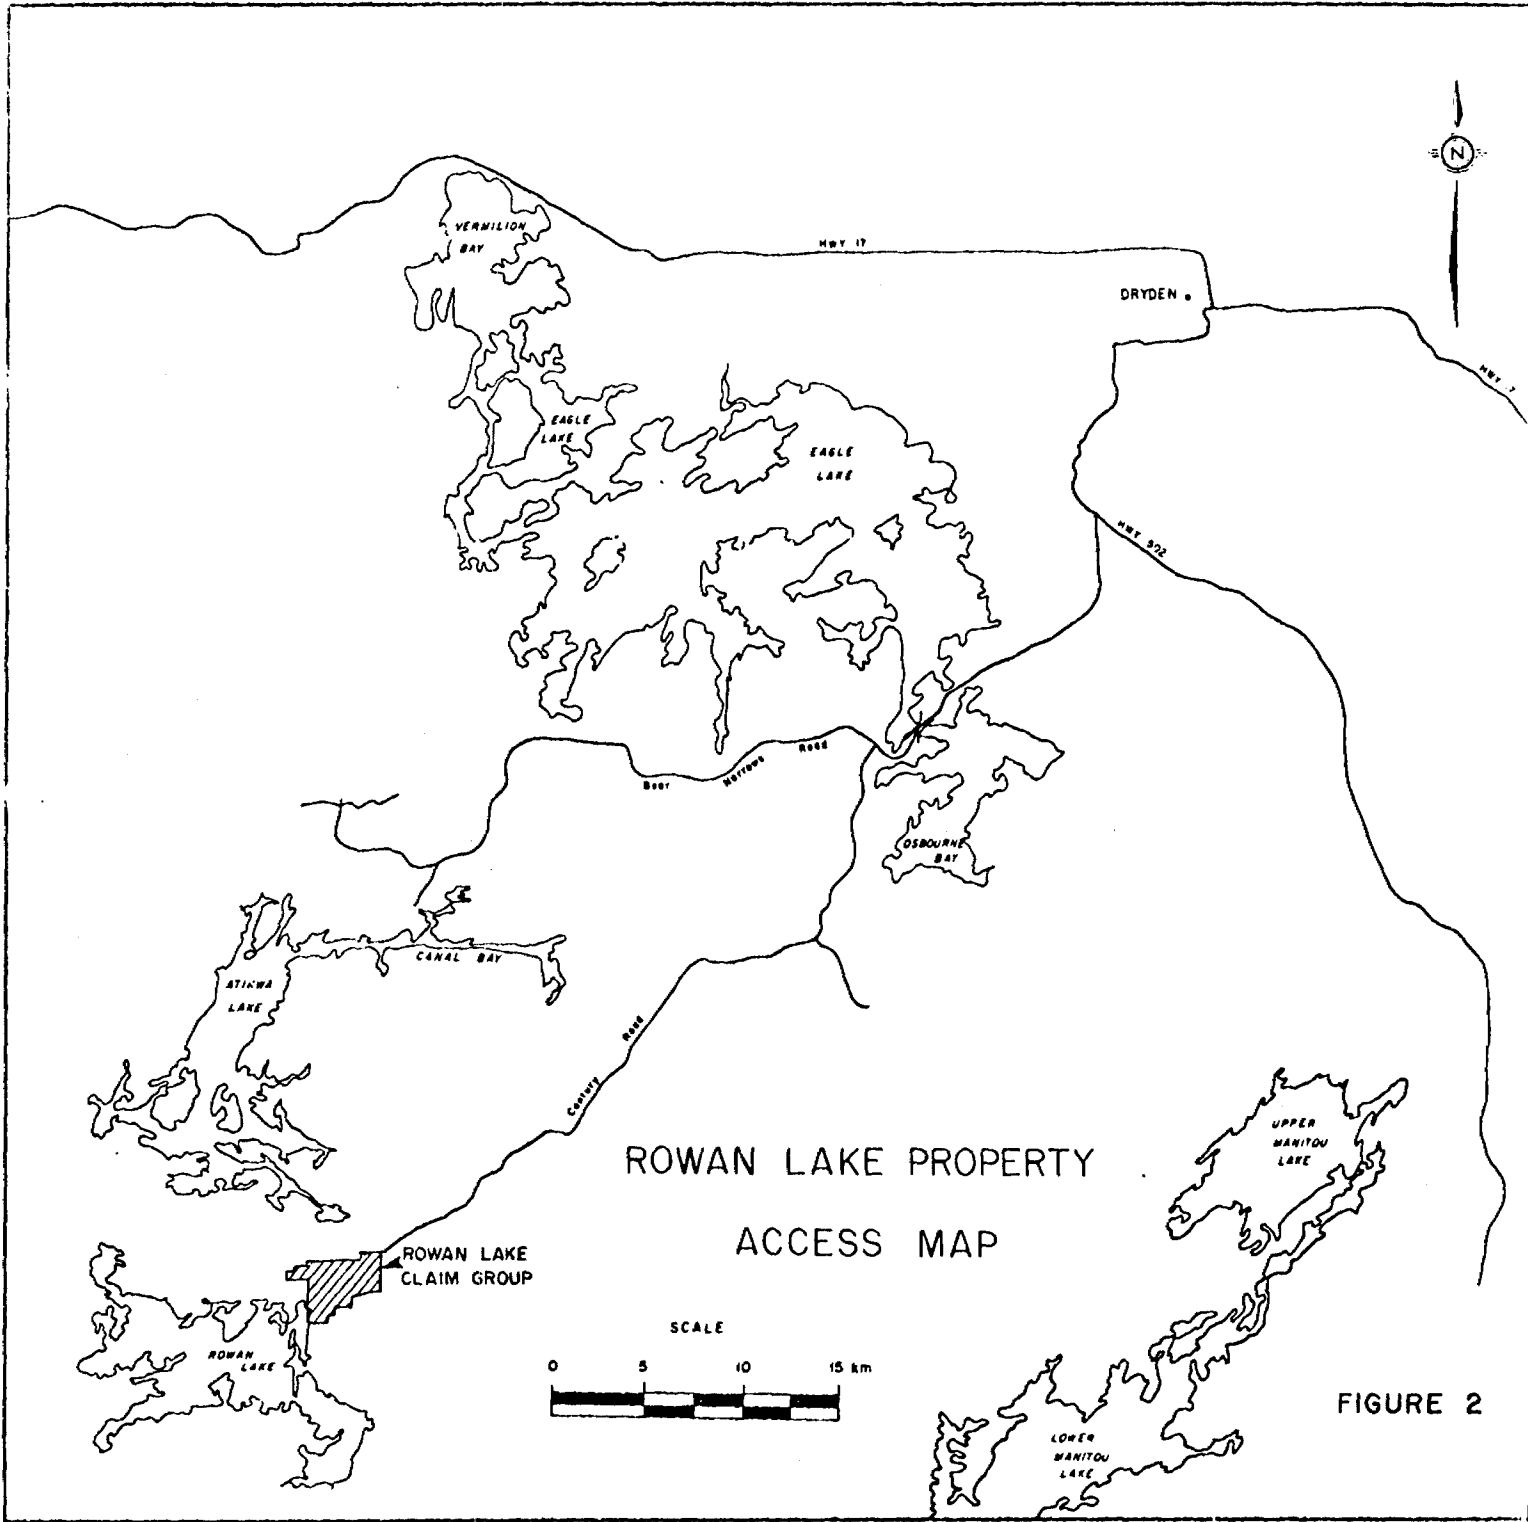 N
VERMILION
BAY
HWY 17
DRYDEN
HWY
EAGLE
LAKE
EAGLE
LAKE
HWY 502
Bear Narrows Road
OSBOURNE
BAY
CANAL BAY
ATIKWA
LAKE
Century Road
UPPER
MANITOU
LAKE
ROWAN LAKE PROPERTY
ACCESS MAP
ROWAN LAKE
CLAIM GROUP
SCALE
0 5 10 15 km
ROWAN
LAKE
FIGURE 2
LOWER
MANITOU
LAKE